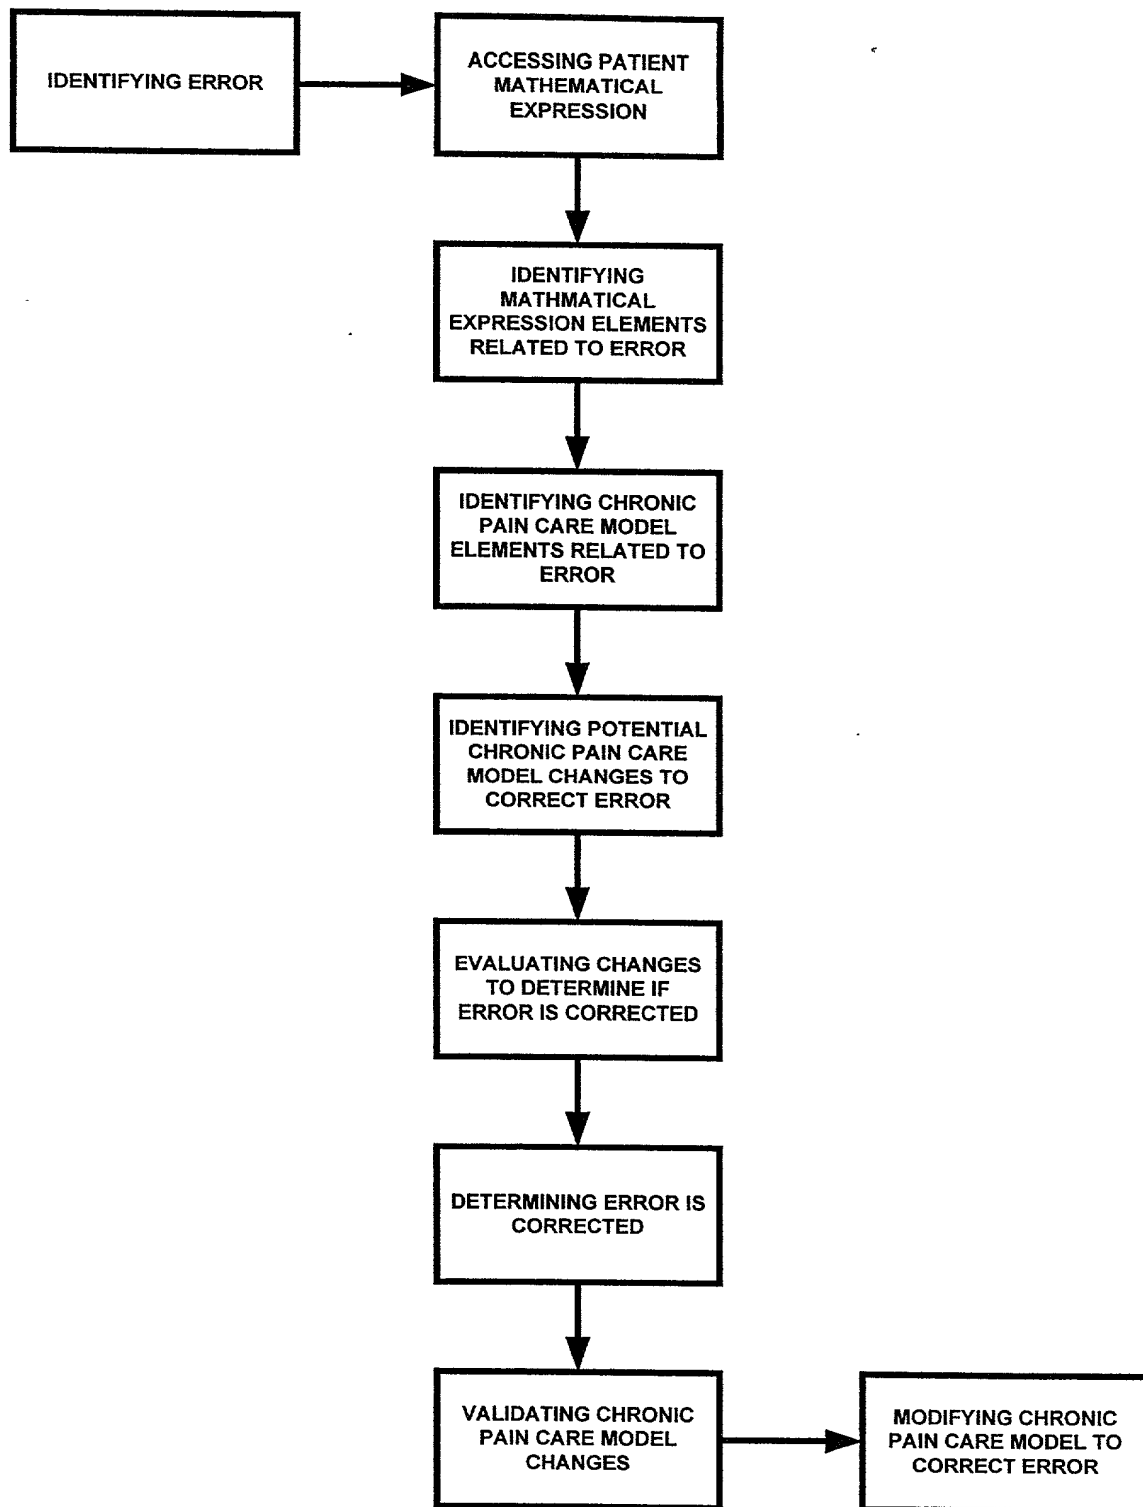 IDENTIFYING ERROR
ACCESSING PATIENT
MATHEMATICAL
EXPRESSION
IDENTIFYING
MATHMATICAL
EXPRESSION ELEMENTS
RELATED TO ERROR
IDENTIFYING CHRONIC
PAIN CARE MODEL
ELEMENTS RELATED TO
ERROR
IDENTIFYING POTENTIAL
CHRONIC PAIN CARE
MODEL CHANGES TO
CORRECT ERROR
EVALUATING CHANGES
TO DETERMINE IF
ERROR IS CORRECTED
DETERMINING ERROR IS
CORRECTED
VALIDATING CHRONIC
PAIN CARE MODEL
CHANGES
MODIFYING CHRONIC
PAIN CARE MODEL TO
CORRECT ERROR